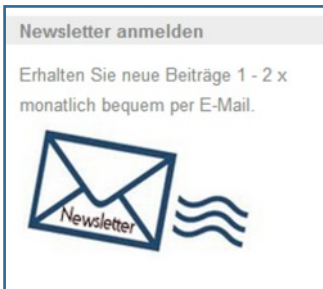 Newsletter anmelden
Erhalten Sie neue Beiträge 1 - 2 x
monatlich bequem per E-Mail.
Newsletter